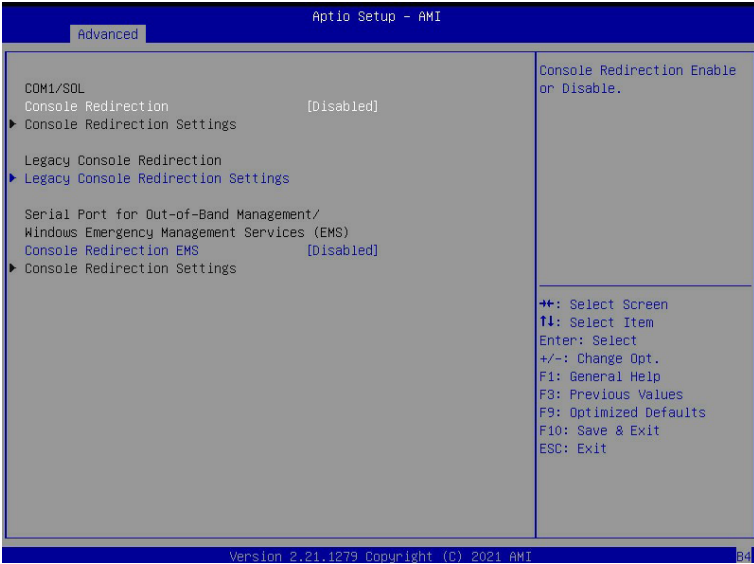 Aptio Setup - AMI
Advanced
COM1/SOL
Console Redirection [Disabled]
Console Redirection Settings
Legacy Console Redirection
Legacy Console Redirection Settings
Serial Port for Out-of-Band Management/
Windows Emergency Management Services (EMS)
Console Redirection EMS [Disabled]
Console Redirection Settings
Console Redirection Enable
or Disable.
→←: Select Screen
↑↓: Select Item
Enter: Select
+/-: Change Opt.
F1: General Help
F3: Previous Values
F9: Optimized Defaults
F10: Save & Exit
ESC: Exit
Version 2.21.1279 Copyright (C) 2021 AMI
B4